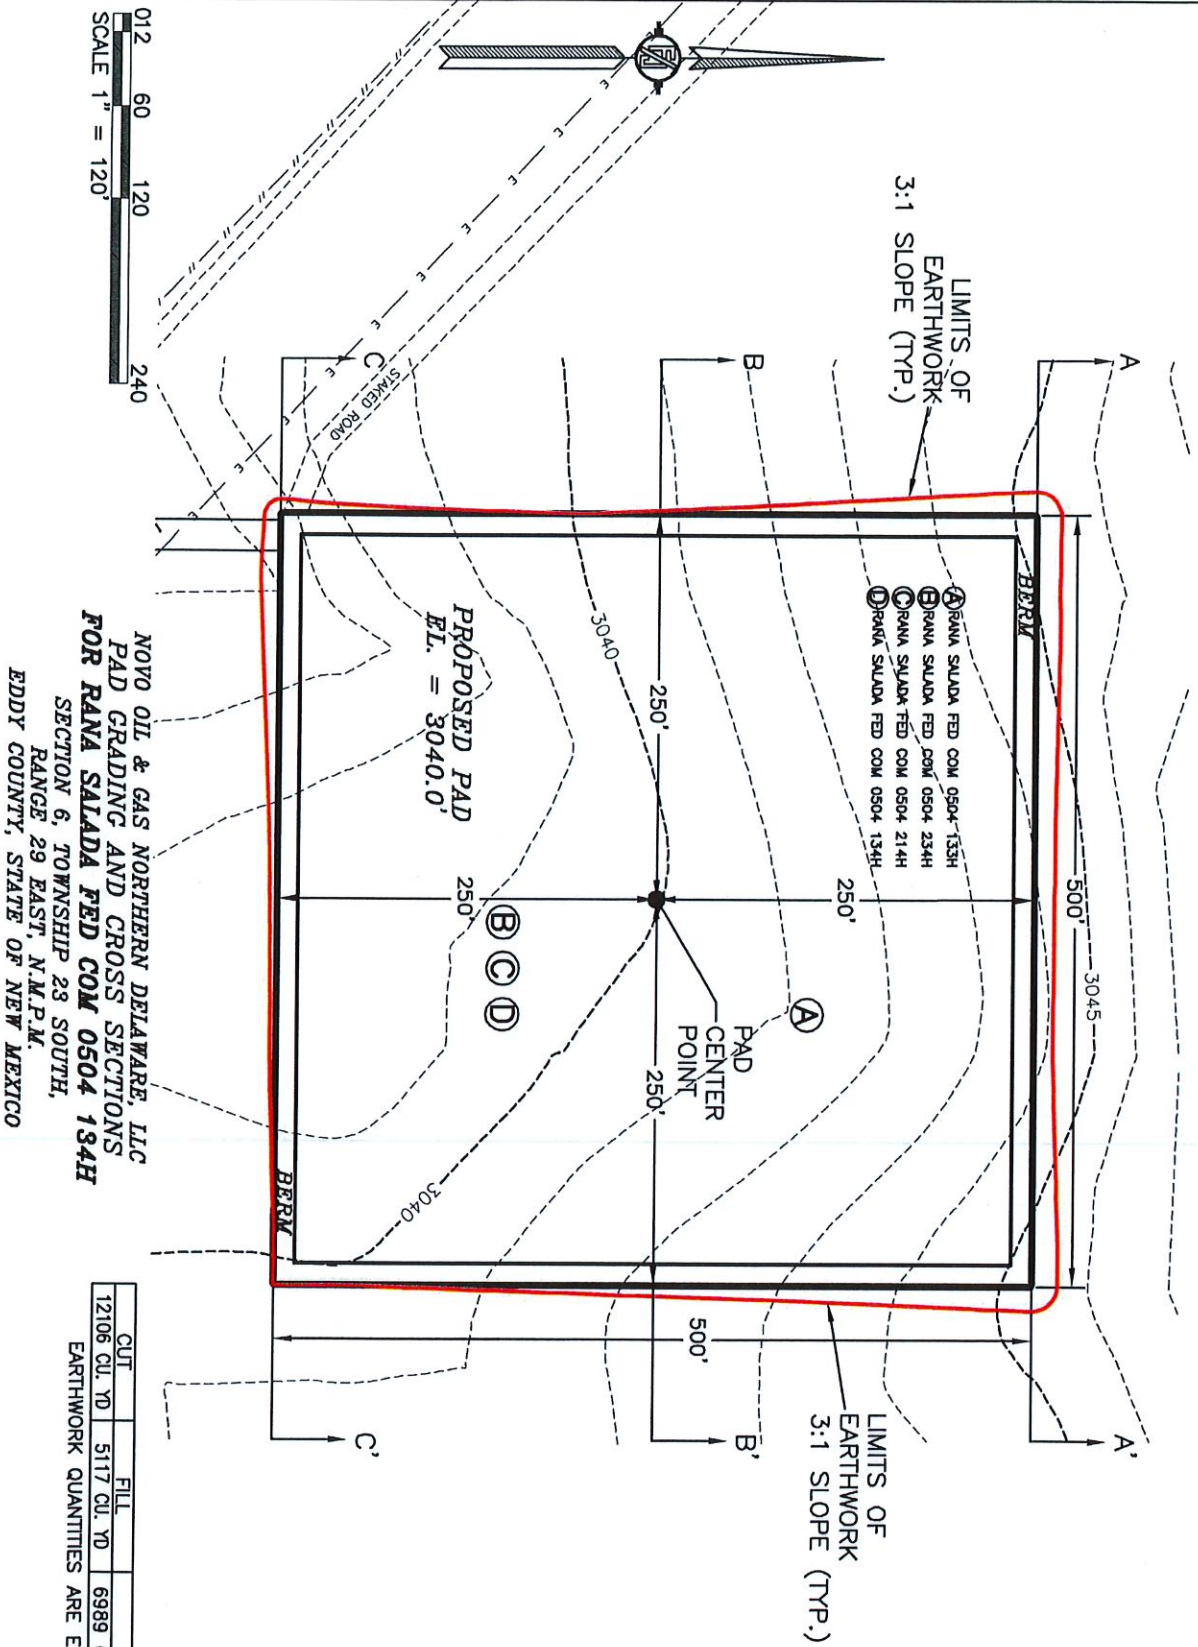 012 60 120 240
SCALE 1" = 120'
LIMITS OF
EARTHWORK
3:1 SLOPE (TYP.)
A
B
C
STAKED ROAD
BERM
Ⓐ RANA SALADA FED COM 0504 133H
Ⓑ RANA SALADA FED COM 0504 234H
Ⓒ RANA SALADA FED COM 0504 214H
Ⓓ RANA SALADA FED COM 0504 134H
500'
3045
250'
250'
3040
PROPOSED PAD
EL. = 3040.0'
250'
250'
PAD
CENTER
POINT
Ⓐ
Ⓑ Ⓒ Ⓓ
3040
BERM
500'
LIMITS OF
EARTHWORK
3:1 SLOPE (TYP.)
A'
B'
C'
NOVO OIL & GAS NORTHERN DELAWARE, LLC
PAD GRADING AND CROSS SECTIONS
FOR RANA SALADA FED COM 0504 134H
SECTION 6, TOWNSHIP 23 SOUTH,
RANGE 29 EAST, N.M.P.M.
EDDY COUNTY, STATE OF NEW MEXICO
CUT FILL
12106 CU. YD 5117 CU. YD 6989
EARTHWORK QUANTITIES ARE